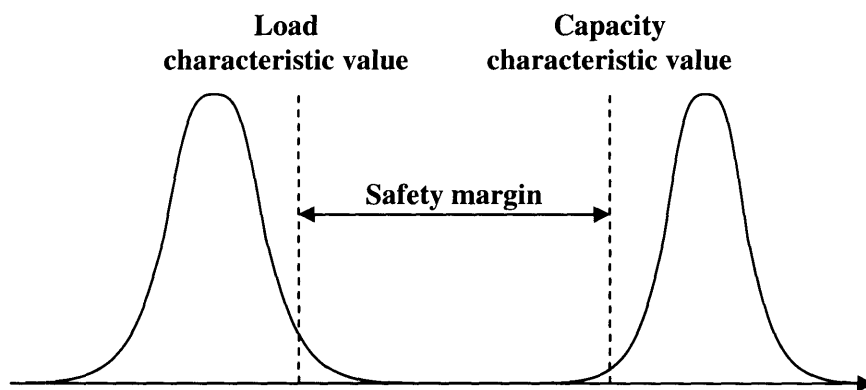 Load
characteristic value
Capacity
characteristic value
Safety margin